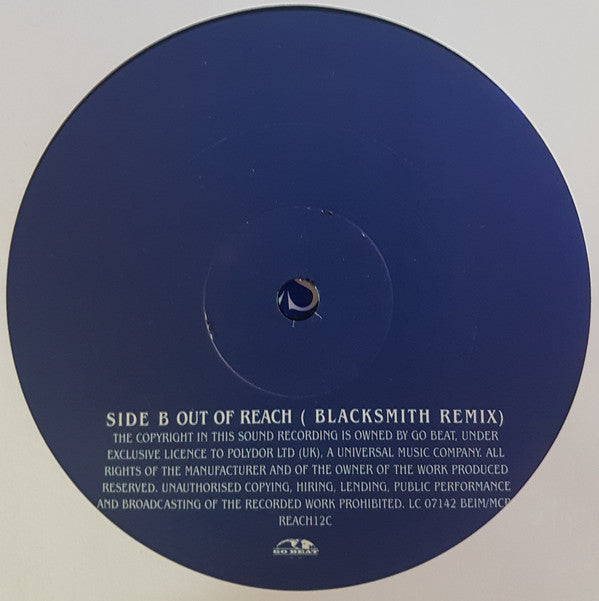 SIDE B OUT OF REACH ( BLACKSMITH REMIX)
THE COPYRIGHT IN THIS SOUND RECORDING IS OWNED BY GO BEAT, UNDER
EXCLUSIVE LICENCE TO POLYDOR LTD (UK). A UNIVERSAL MUSIC COMPANY. ALL
RIGHTS OF THE MANUFACTURER AND OF THE OWNER OF THE WORK PRODUCED
RESERVED. UNAUTHORISED COPYING, HIRING, LENDING, PUBLIC PERFORMANCE
AND BROADCASTING OF THE RECORDED WORK PROHIBITED. LC 07142 BEIM/MCP
REACH12C
GO BEAT